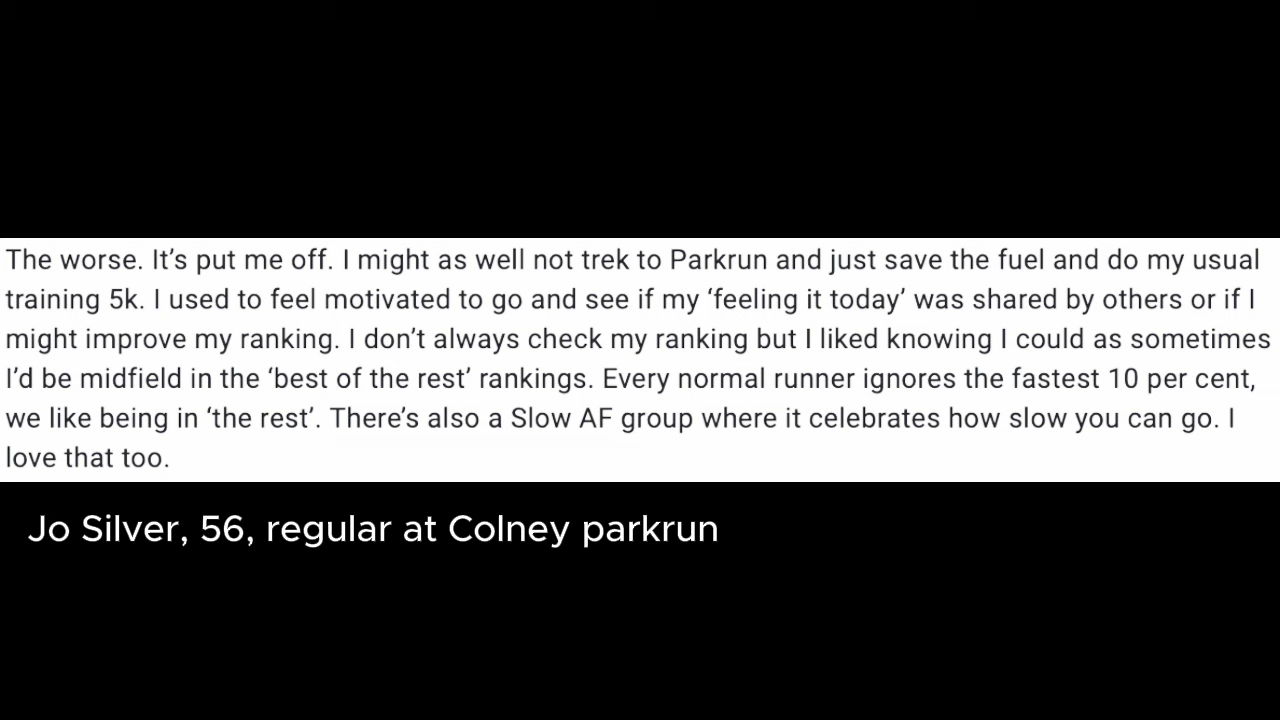 The worse. It’s put me off. I might as well not trek to Parkrun and just save the fuel and do my usual
training 5k. I used to feel motivated to go and see if my ‘feeling it today’ was shared by others or if I
might improve my ranking. I don’t always check my ranking but I liked knowing I could as sometimes
I’d be midfield in the ‘best of the rest’ rankings. Every normal runner ignores the fastest 10 per cent,
we like being in ‘the rest’. There’s also a Slow AF group where it celebrates how slow you can go. I
love that too.
Jo Silver, 56, regular at Colney parkrun